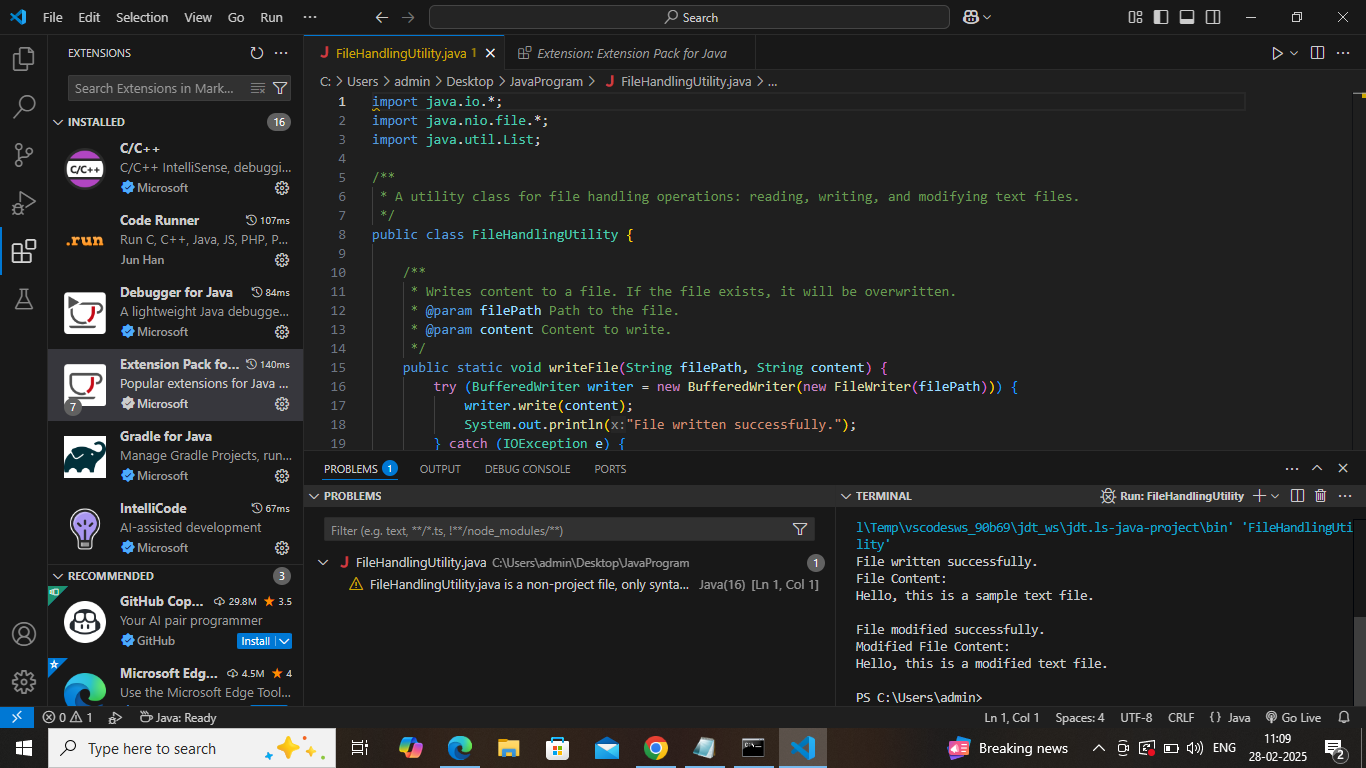 File Edit Selection View Go Run ··· Search
EXTENSIONS
Search Extensions in Mark...
INSTALLED 16
C/C++
C/C++
C/C++ IntelliSense, debuggi...
Microsoft
Code Runner 107ms
.run
Run C, C++, Java, JS, PHP, P...
Jun Han
Debugger for Java 84ms
A lightweight Java debugge...
Microsoft
Extension Pack fo... 140ms
Popular extensions for Java ...
7
Microsoft
Gradle for Java
Manage Gradle Projects, run...
Microsoft
IntelliCode 67ms
AI-assisted development
Microsoft
RECOMMENDED 3
GitHub Cop... 29.8M 3.5
Your AI pair programmer
GitHub Install
Microsoft Edg... 4.5M 4
Use the Microsoft Edge Tool...
J FileHandlingUtility.java 1 Extension: Extension Pack for Java
C: > Users > admin > Desktop > JavaProgram > J FileHandlingUtility.java > ...
1 import java.io.*;
2 import java.nio.file.*;
3 import java.util.List;
4
5 /**
6 * A utility class for file handling operations: reading, writing, and modifying text files.
7 */
8 public class FileHandlingUtility {
9
10 /**
11 * Writes content to a file. If the file exists, it will be overwritten.
12 * @param filePath Path to the file.
13 * @param content Content to write.
14 */
15 public static void writeFile(String filePath, String content) {
16 try (BufferedWriter writer = new BufferedWriter(new FileWriter(filePath))) {
17 writer.write(content);
18 System.out.println(x:"File written successfully.");
19 } catch (IOException e) {
PROBLEMS 1 OUTPUT DEBUG CONSOLE PORTS
PROBLEMS
Filter (e.g. text, **/*.ts, !**/node_modules/**)
J FileHandlingUtility.java C:\Users\admin\Desktop\JavaProgram 1
FileHandlingUtility.java is a non-project file, only synta... Java(16) [Ln 1, Col 1]
TERMINAL Run: FileHandlingUtility
l\Temp\vscodesws_90b69\jdt_ws\jdt.ls-java-project\bin' 'FileHandlingUti
lity'
File written successfully.
File Content:
Hello, this is a sample text file.
File modified successfully.
Modified File Content:
Hello, this is a modified text file.
PS C:\Users\admin>
0 1 Java: Ready Ln 1, Col 1 Spaces: 4 UTF-8 CRLF {} Java Go Live
Type here to search Breaking news ENG 11:09
28-02-2025
2